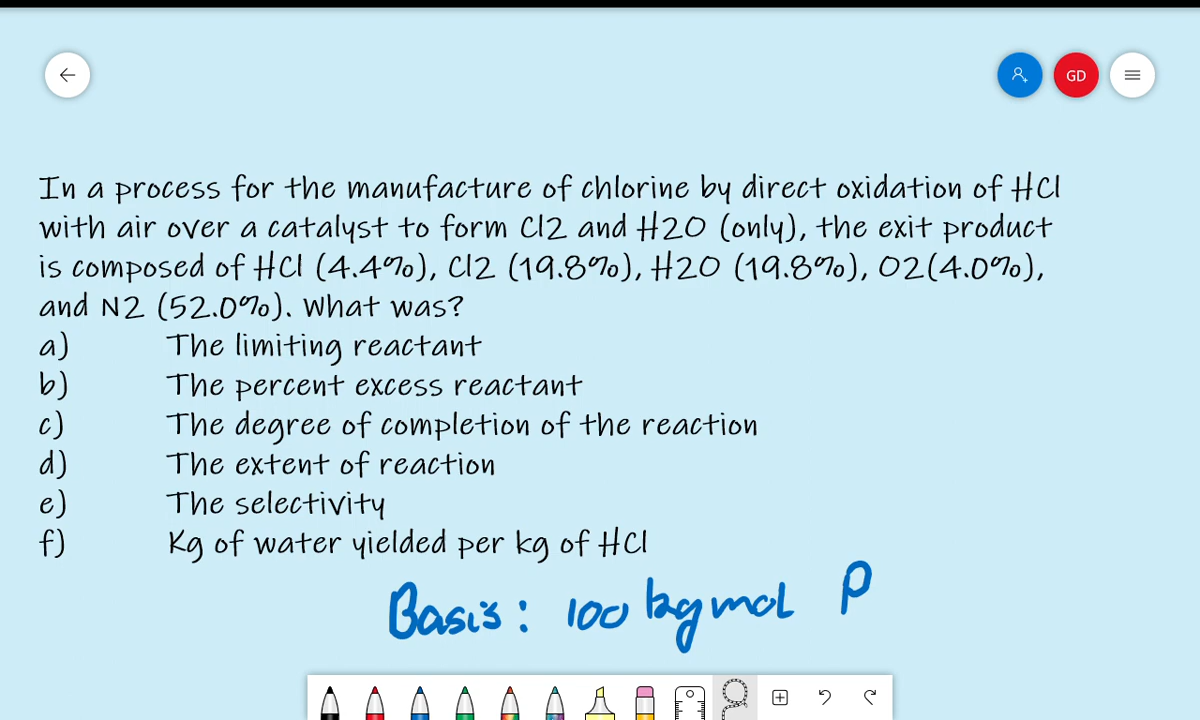 GD
In a process for the manufacture of chlorine by direct oxidation of HCl
with air over a catalyst to form Cl2 and H2O (only), the exit product
is composed of HCl (4.4%), Cl2 (19.8%), H2O (19.8%), O2(4.0%),
and N2 (52.0%). What was?
a) The limiting reactant
b) The percent excess reactant
c) The degree of completion of the reaction
d) The extent of reaction
e) The selectivity
f) Kg of water yielded per kg of HCl
Basis: 100 kg mol P